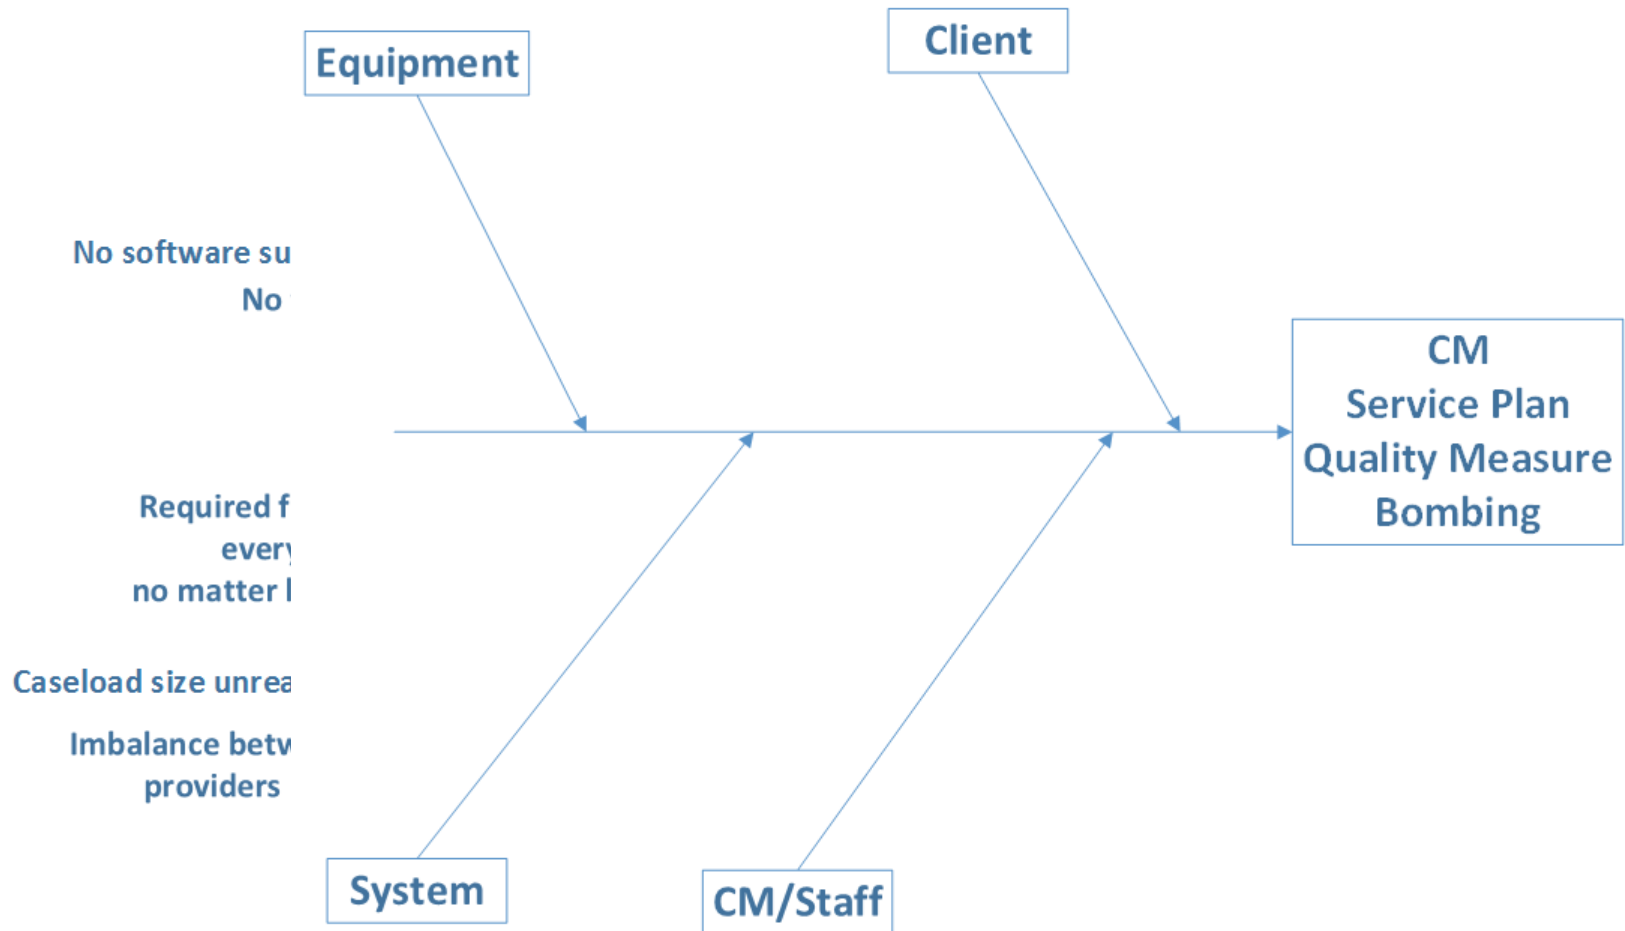 Equipment
Client
No software su
No
CM
Service Plan
Quality Measure
Bombing
Required f
every
no matter
Caseload size unrea
Imbalance betw
providers
System
CM/Staff